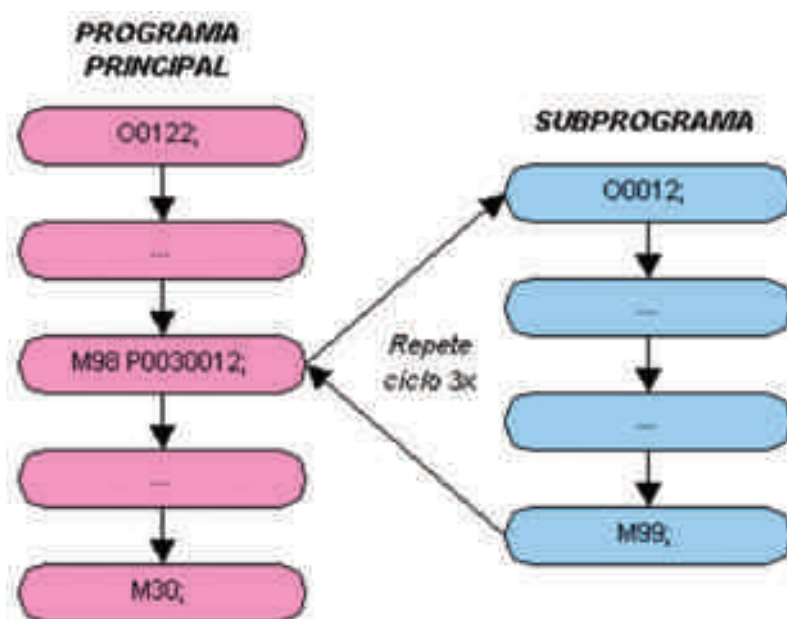 PROGRAMA
PRINCIPAL
O0122;
...
M98 P0030012;
...
M30;
Repete
ciclo 3x
SUBPROGRAMA
O0012;
...
...
M99;